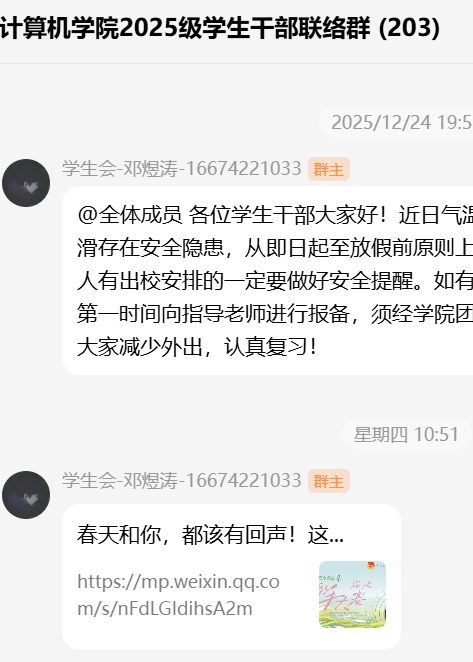 计算机学院2025级学生干部联络群 (203)
2025/12/24 19:5
学生会-邓煜涛-16674221033 群主
@全体成员 各位学生干部大家好！近日气温
滑存在安全隐患，从即日起至放假前原则上
人有出校安排的一定要做好安全提醒。如有
第一时间向指导老师进行报备，须经学院团
大家减少外出，认真复习！
星期四 10:51
学生会-邓煜涛-16674221033 群主
春天和你，都该有回声！这...
https://mp.weixin.qq.co
m/s/nFdLGIdihsA2m